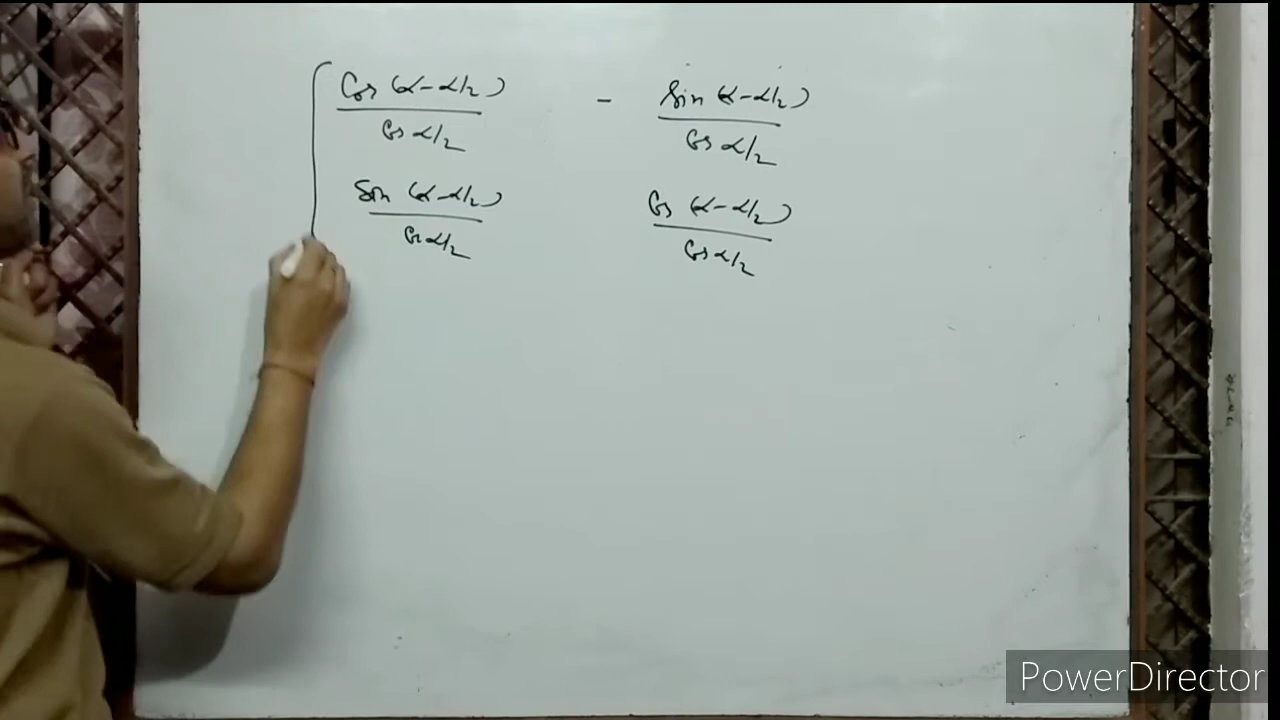 Cos (α-α/2) - Sin (α-α/2)
Cos α/2 Cos α/2
Sin (α-α/2) Cos (α-α/2)
Cos α/2 Cos α/2
PowerDirector